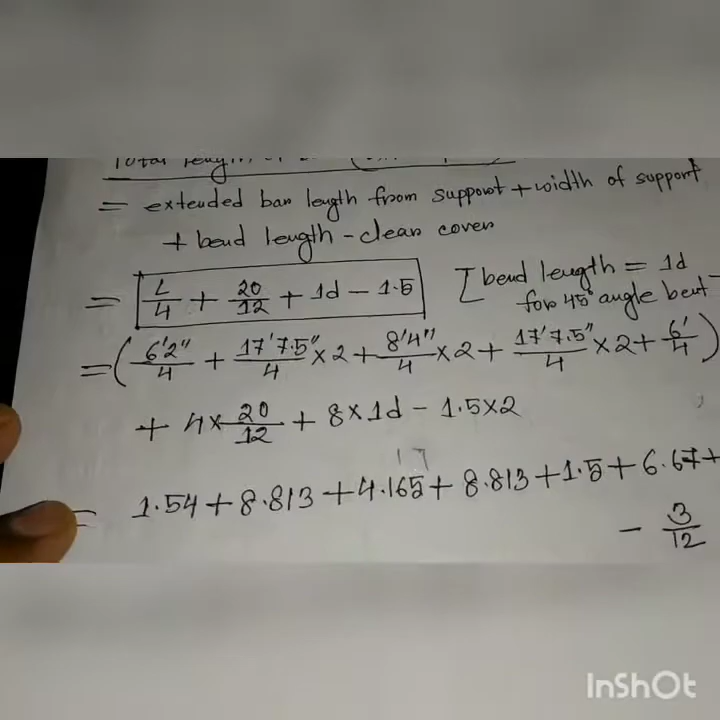 Total length of
= extended bar length from support + width of support
+ bend length - clear cover
= L/4 + 20/12 + 1d - 1.5 [bend length = 1d
for 45° angle bent
= (6'2"/4 + 17'7.5"/4 × 2 + 8'4"/4 × 2 + 17'7.5"/4 × 2 + 6'/4)
+ 4 × 20/12 + 8 × 1d - 1.5 × 2
= 1.54 + 8.813 + 4.165 + 8.813 + 1.5 + 6.67 +
- 3/12
InShOt